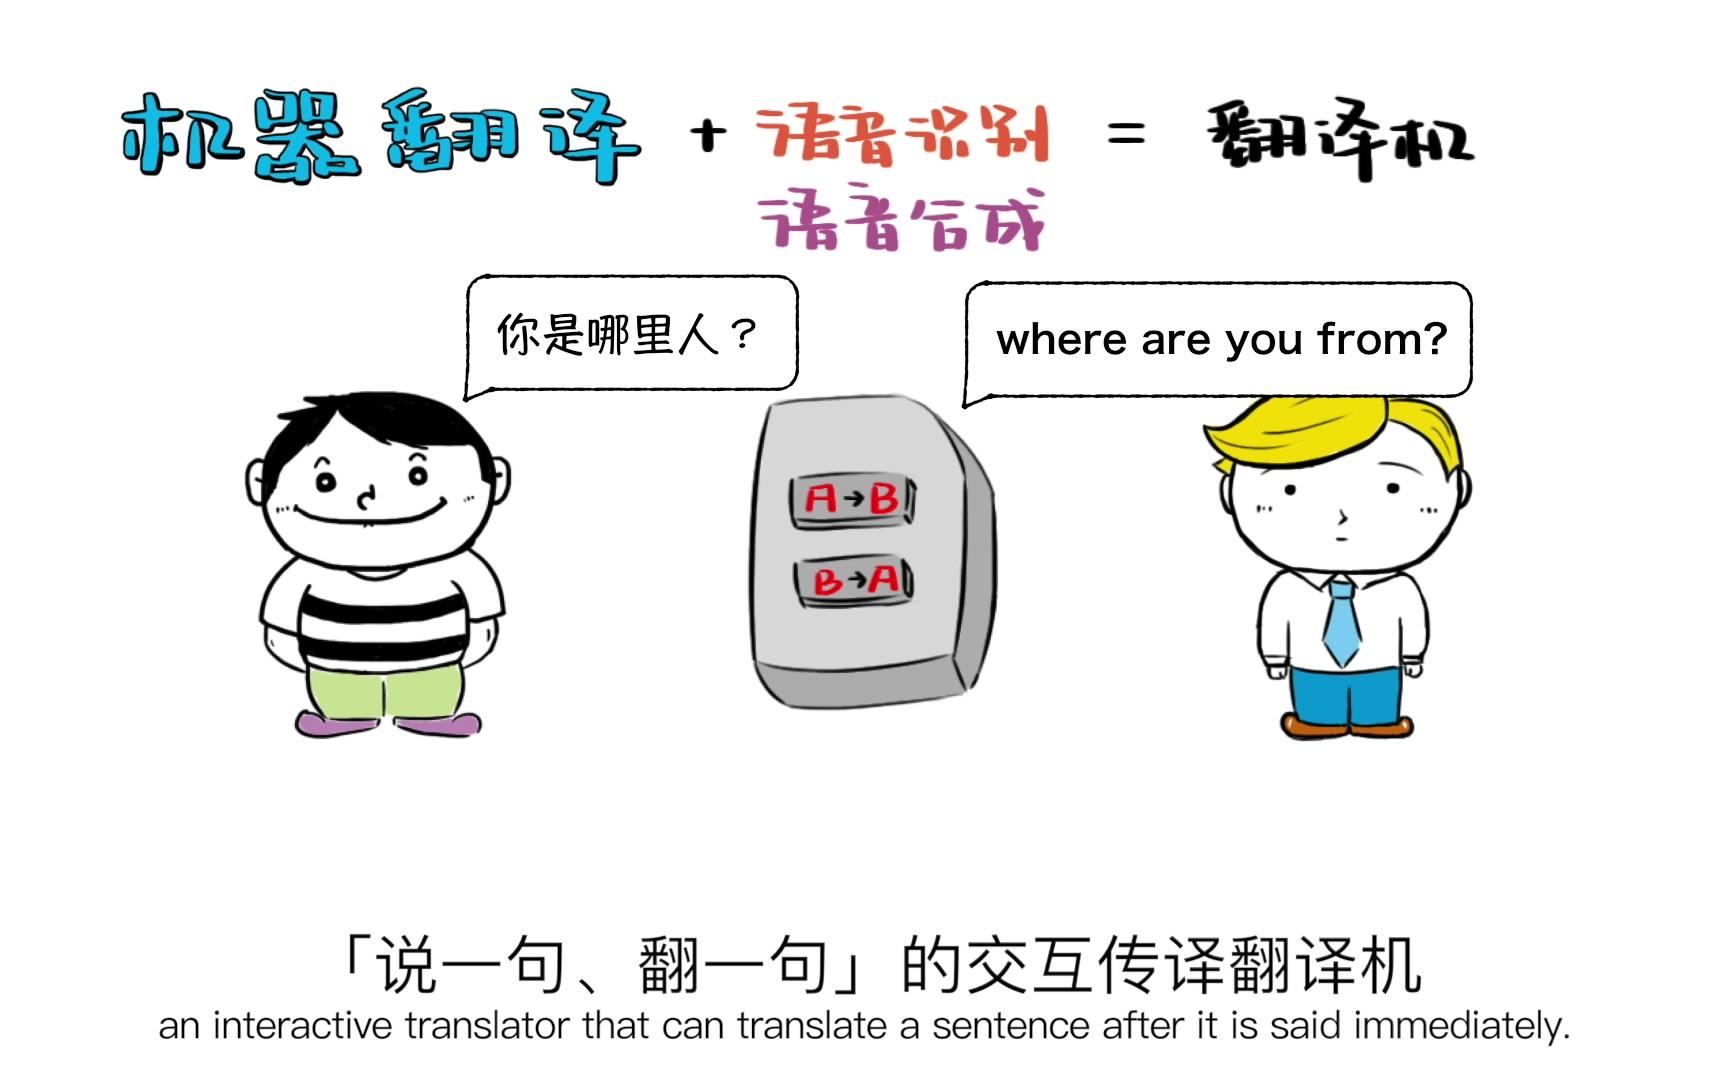 机器翻译 + 语音识别 = 翻译机
语音合成
你是哪里人？
where are you from?
A→B
B→A
「说一句、翻一句」的交互传译翻译机
an interactive translator that can translate a sentence after it is said immediately.